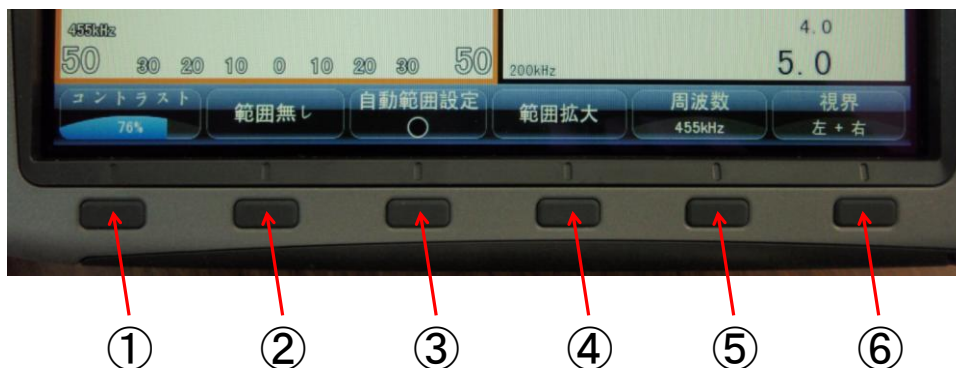 455kHz
50 30 20 10 0 10 20 30 50
4.0
200kHz
5.0
コントラスト
76%
範囲無し
自動範囲設定
範囲拡大
周波数
455kHz
視界
左 + 右
① ② ③ ④ ⑤ ⑥